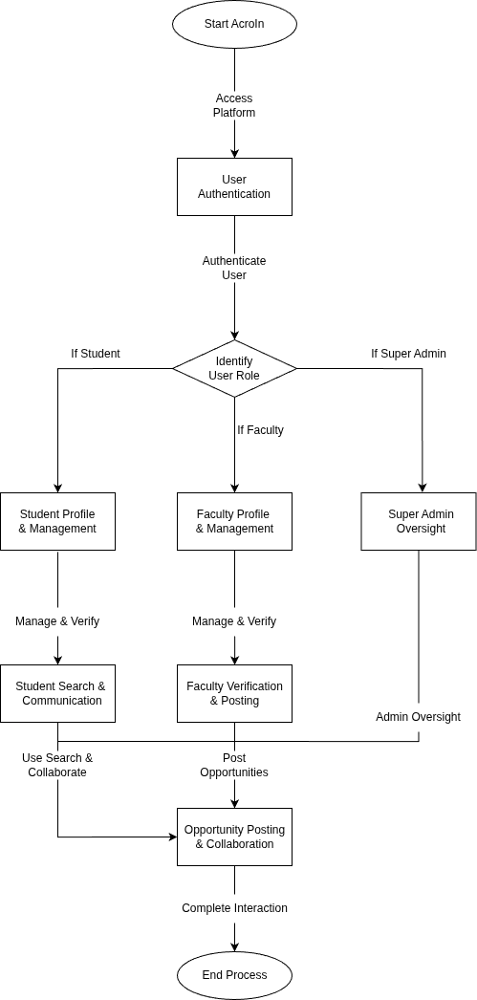 Start AcroIn
Access
Platform
User
Authentication
Authenticate
User
If Student
Identify
User Role
If Super Admin
If Faculty
Student Profile
& Management
Faculty Profile
& Management
Super Admin
Oversight
Manage & Verify
Manage & Verify
Student Search &
Communication
Faculty Verification
& Posting
Admin Oversight
Use Search &
Collaborate
Post
Opportunities
Opportunity Posting
& Collaboration
Complete Interaction
End Process